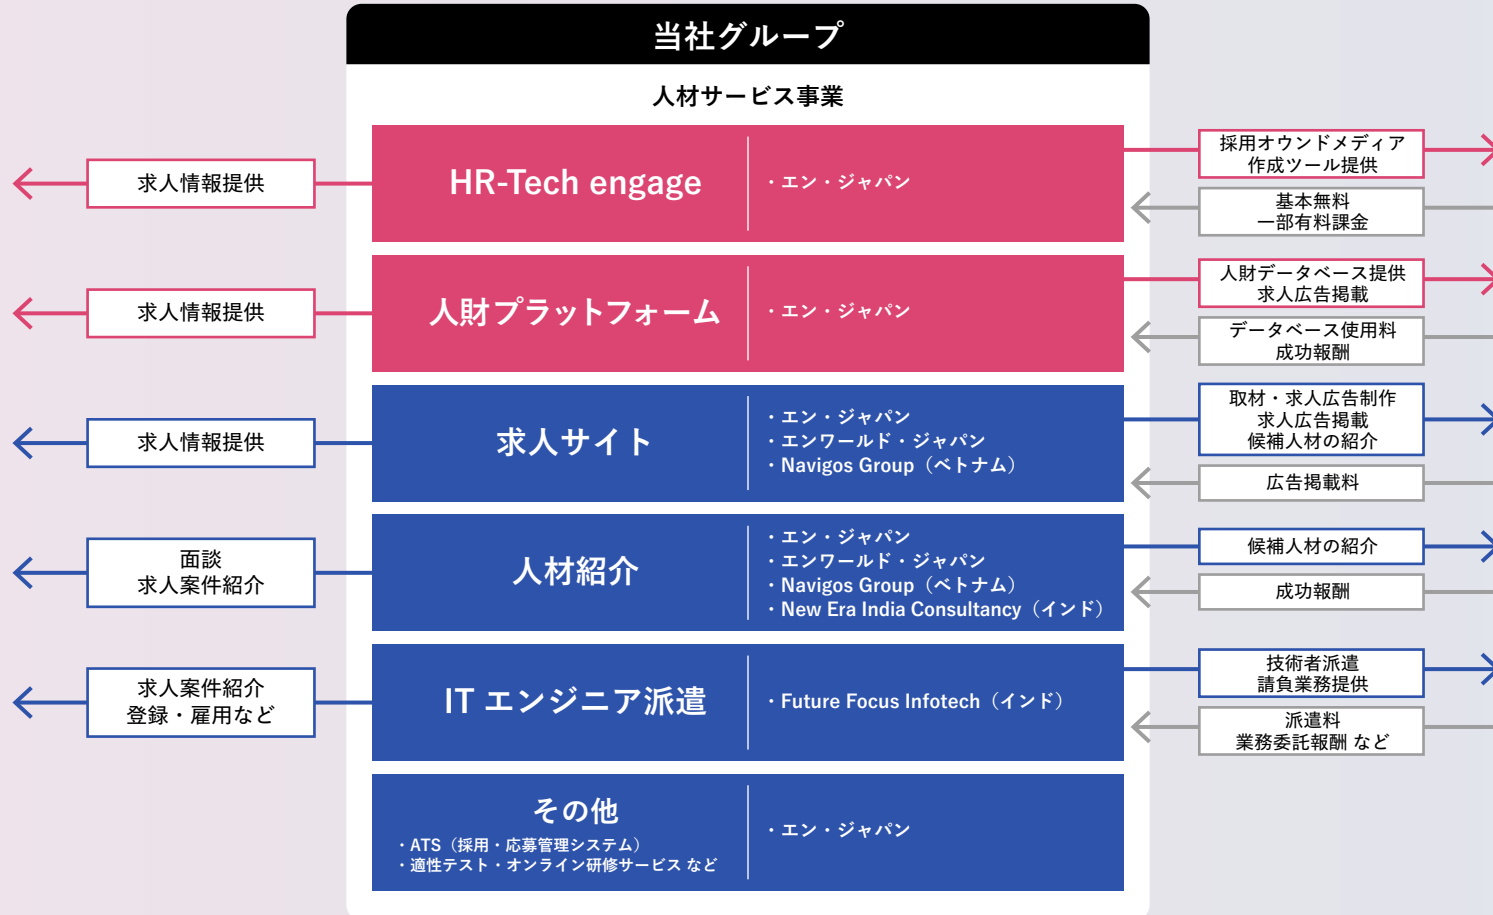 当社グループ
人材サービス事業
求人情報提供
HR-Tech engage
・エン・ジャパン
採用オウンドメディア
作成ツール提供
基本無料
一部有料課金
求人情報提供
人財プラットフォーム
・エン・ジャパン
人財データベース提供
求人広告掲載
データベース使用料
成功報酬
求人情報提供
求人サイト
・エン・ジャパン
・エンワールド・ジャパン
・Navigos Group（ベトナム）
取材・求人広告制作
求人広告掲載
候補人材の紹介
広告掲載料
面談
求人案件紹介
人材紹介
・エン・ジャパン
・エンワールド・ジャパン
・Navigos Group（ベトナム）
・New Era India Consultancy（インド）
候補人材の紹介
成功報酬
求人案件紹介
登録・雇用など
IT エンジニア派遣
・Future Focus Infotech（インド）
技術者派遣
請負業務提供
派遣料
業務委託報酬 など
その他
・ATS（採用・応募管理システム）
・適性テスト・オンライン研修サービス など
・エン・ジャパン